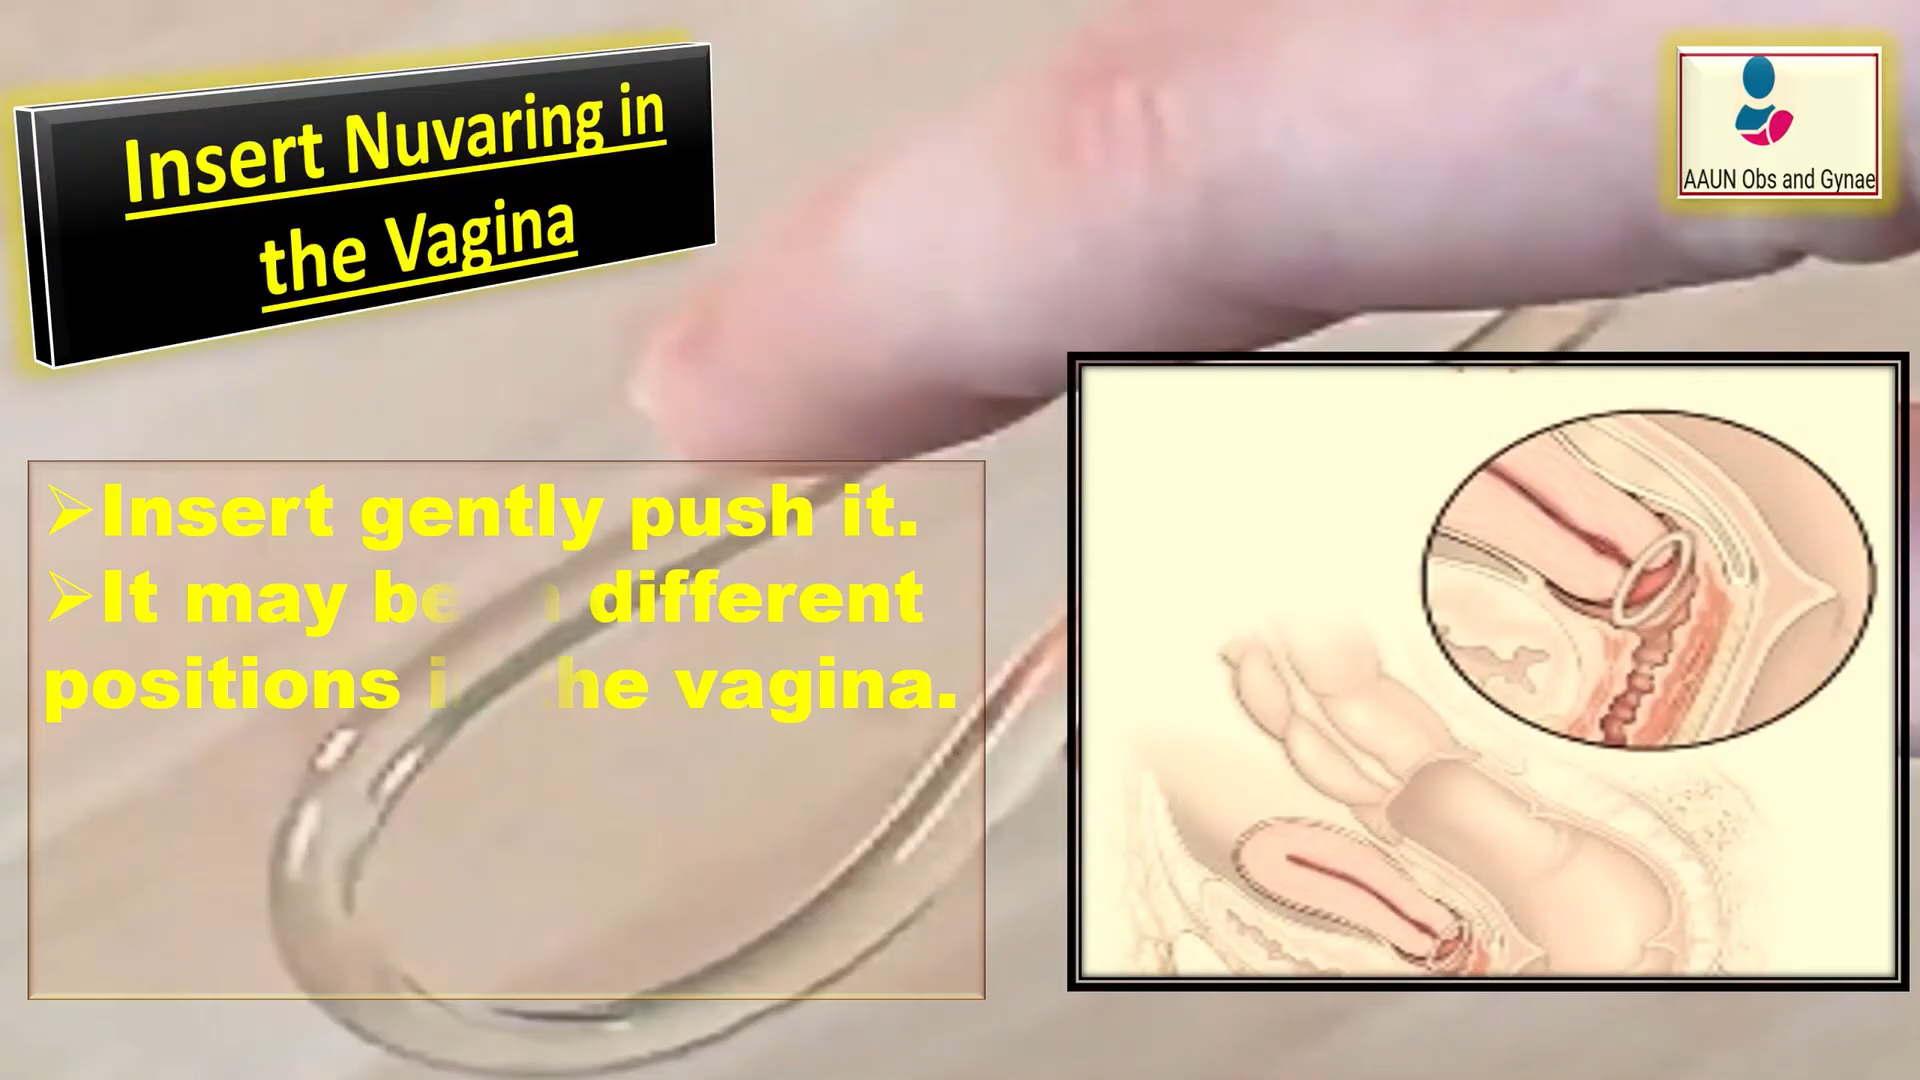 Insert Nuvaring in
the Vagina
AAUN Obs and Gynae
➢Insert gently push it.
➢It may be different
positions the vagina.